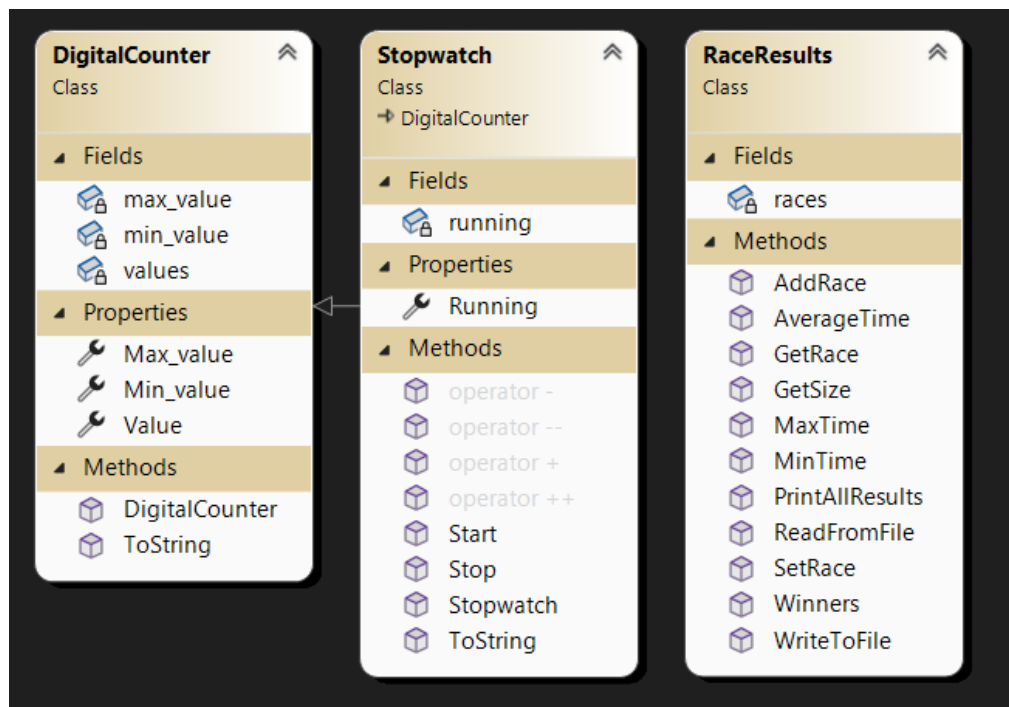 DigitalCounter
Class
Fields
max_value
min_value
values
Properties
Max_value
Min_value
Value
Methods
DigitalCounter
ToString
Stopwatch
Class
DigitalCounter
Fields
running
Properties
Running
Methods
operator -
operator --
operator +
operator ++
Start
Stop
Stopwatch
ToString
RaceResults
Class
Fields
races
Methods
AddRace
AverageTime
GetRace
GetSize
MaxTime
MinTime
PrintAllResults
ReadFromFile
SetRace
Winners
WriteToFile